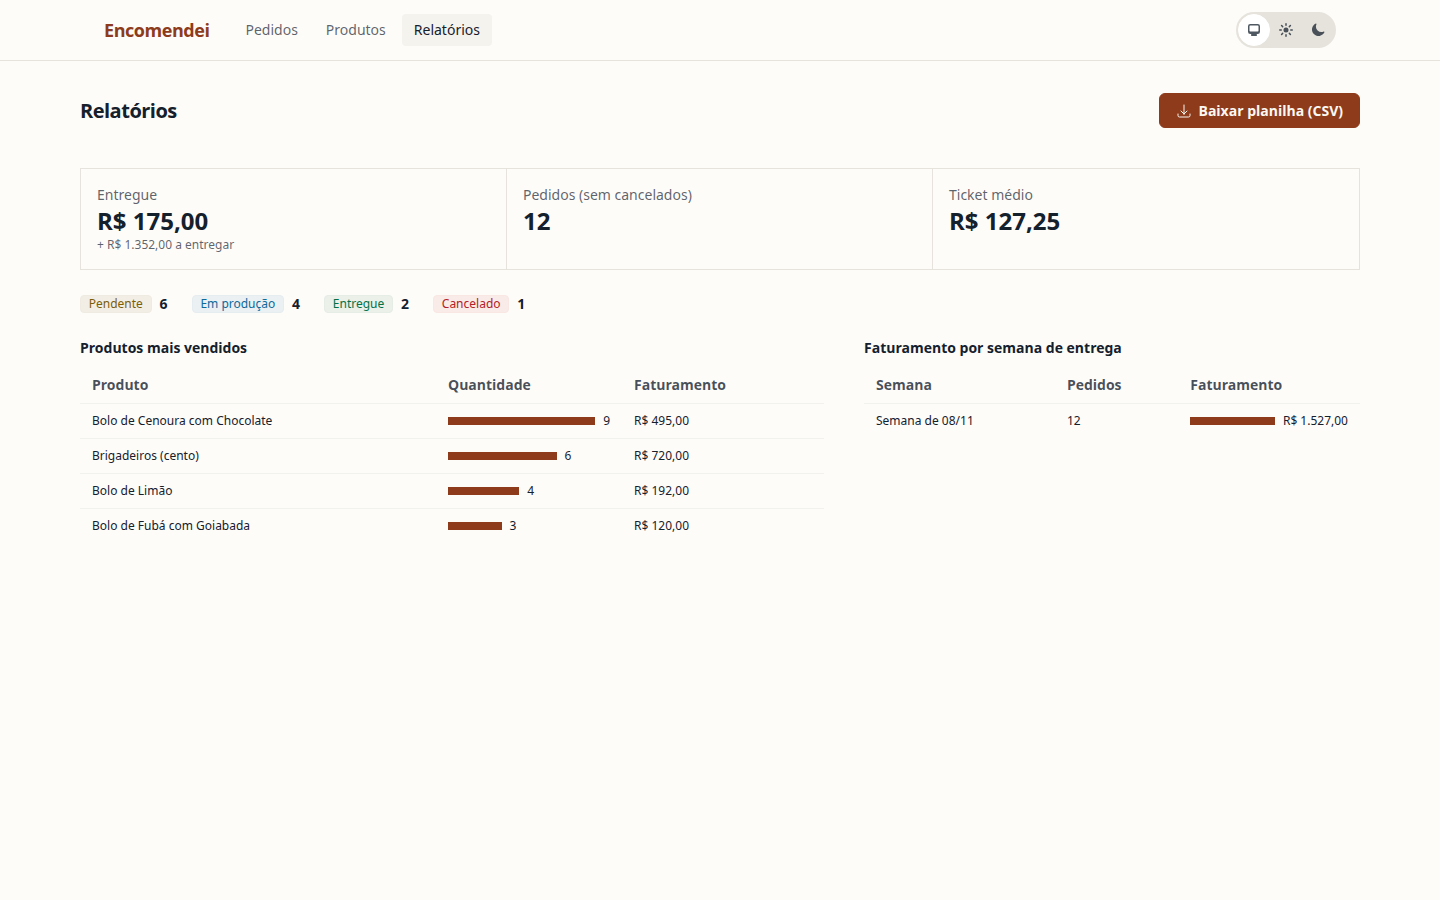 Encomendei Pedidos Produtos Relatórios
Relatórios
Baixar planilha (CSV)
Entregue
R$ 175,00
+ R$ 1.352,00 a entregar
Pedidos (sem cancelados)
12
Ticket médio
R$ 127,25
Pendente 6 Em produção 4 Entregue 2 Cancelado 1
Produtos mais vendidos
Produto Quantidade Faturamento
Bolo de Cenoura com Chocolate 9 R$ 495,00
Brigadeiros (cento) 6 R$ 720,00
Bolo de Limão 4 R$ 192,00
Bolo de Fubá com Goiabada 3 R$ 120,00
Faturamento por semana de entrega
Semana Pedidos Faturamento
Semana de 08/11 12 R$ 1.527,00